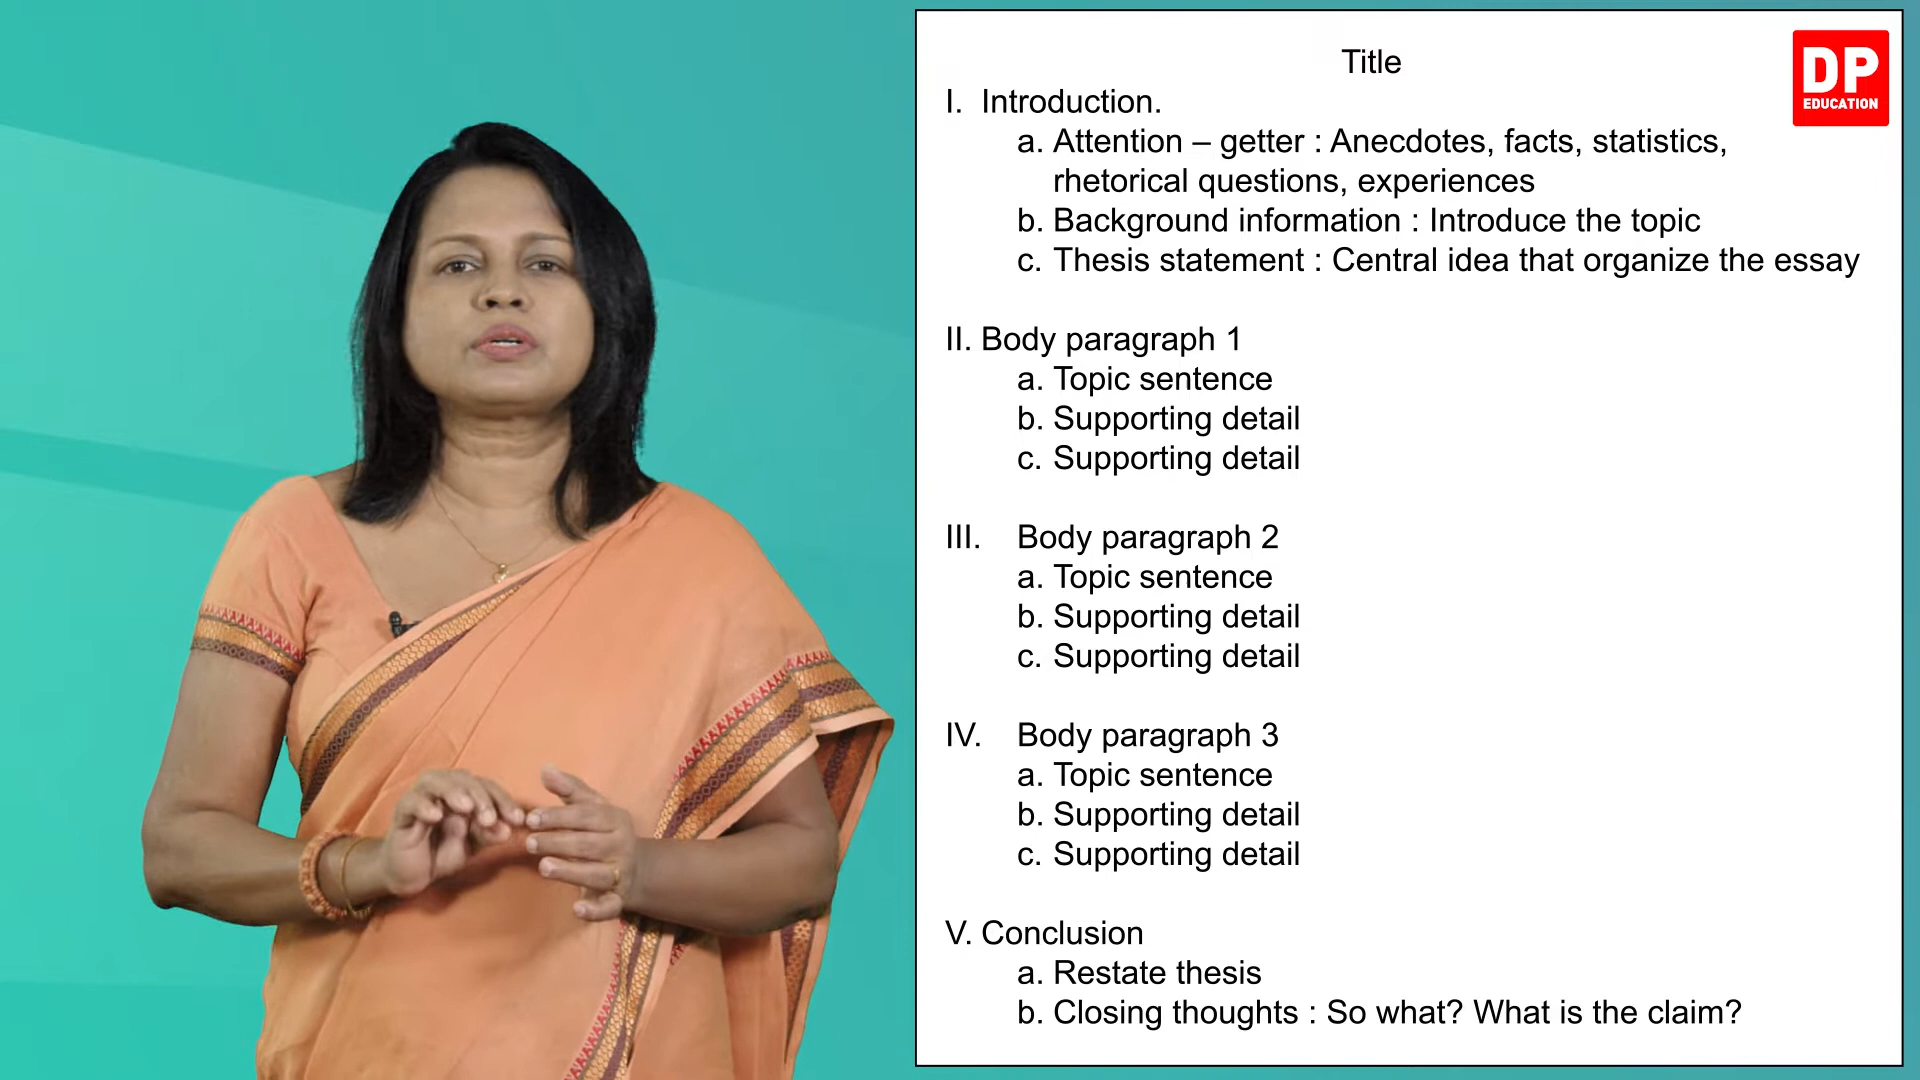 Title
DP
EDUCATION
I. Introduction.
a. Attention – getter : Anecdotes, facts, statistics,
rhetorical questions, experiences
b. Background information : Introduce the topic
c. Thesis statement : Central idea that organize the essay
II. Body paragraph 1
a. Topic sentence
b. Supporting detail
c. Supporting detail
III. Body paragraph 2
a. Topic sentence
b. Supporting detail
c. Supporting detail
IV. Body paragraph 3
a. Topic sentence
b. Supporting detail
c. Supporting detail
V. Conclusion
a. Restate thesis
b. Closing thoughts : So what? What is the claim?